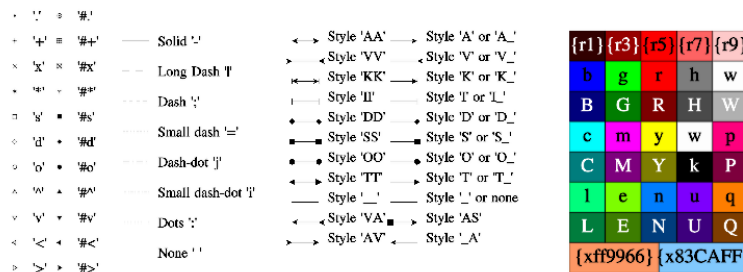 '.' '#.'
'+' '#+'
'x' '#x'
'*' '#*'
's' '#s'
'd' '#d'
'o' '#o'
'^' '#^'
'v' '#v'
'<' '#<'
'>' '#>'
Solid '-'
Long Dash '|'
Dash ';'
Small dash '='
Dash-dot 'j'
Small dash-dot 'i'
Dots ':'
None ' '
Style 'AA' Style 'A' or 'A_'
Style 'VV' Style 'V' or 'V_'
Style 'KK' Style 'K' or 'K_'
Style 'II' Style 'I' or 'I_'
Style 'DD' Style 'D' or 'D_'
Style 'SS' Style 'S' or 'S_'
Style 'OO' Style 'O' or 'O_'
Style 'TT' Style 'T' or 'T_'
Style '__' Style '_' or none
Style 'VA' Style 'AS'
Style 'AV' Style '_A'
{r1} {r3} {r5} {r7} {r9}
b g r h w
B G R H W
c m y w p
C M Y k P
l e n u q
L E N U Q
{xff9966} {x83CAFF